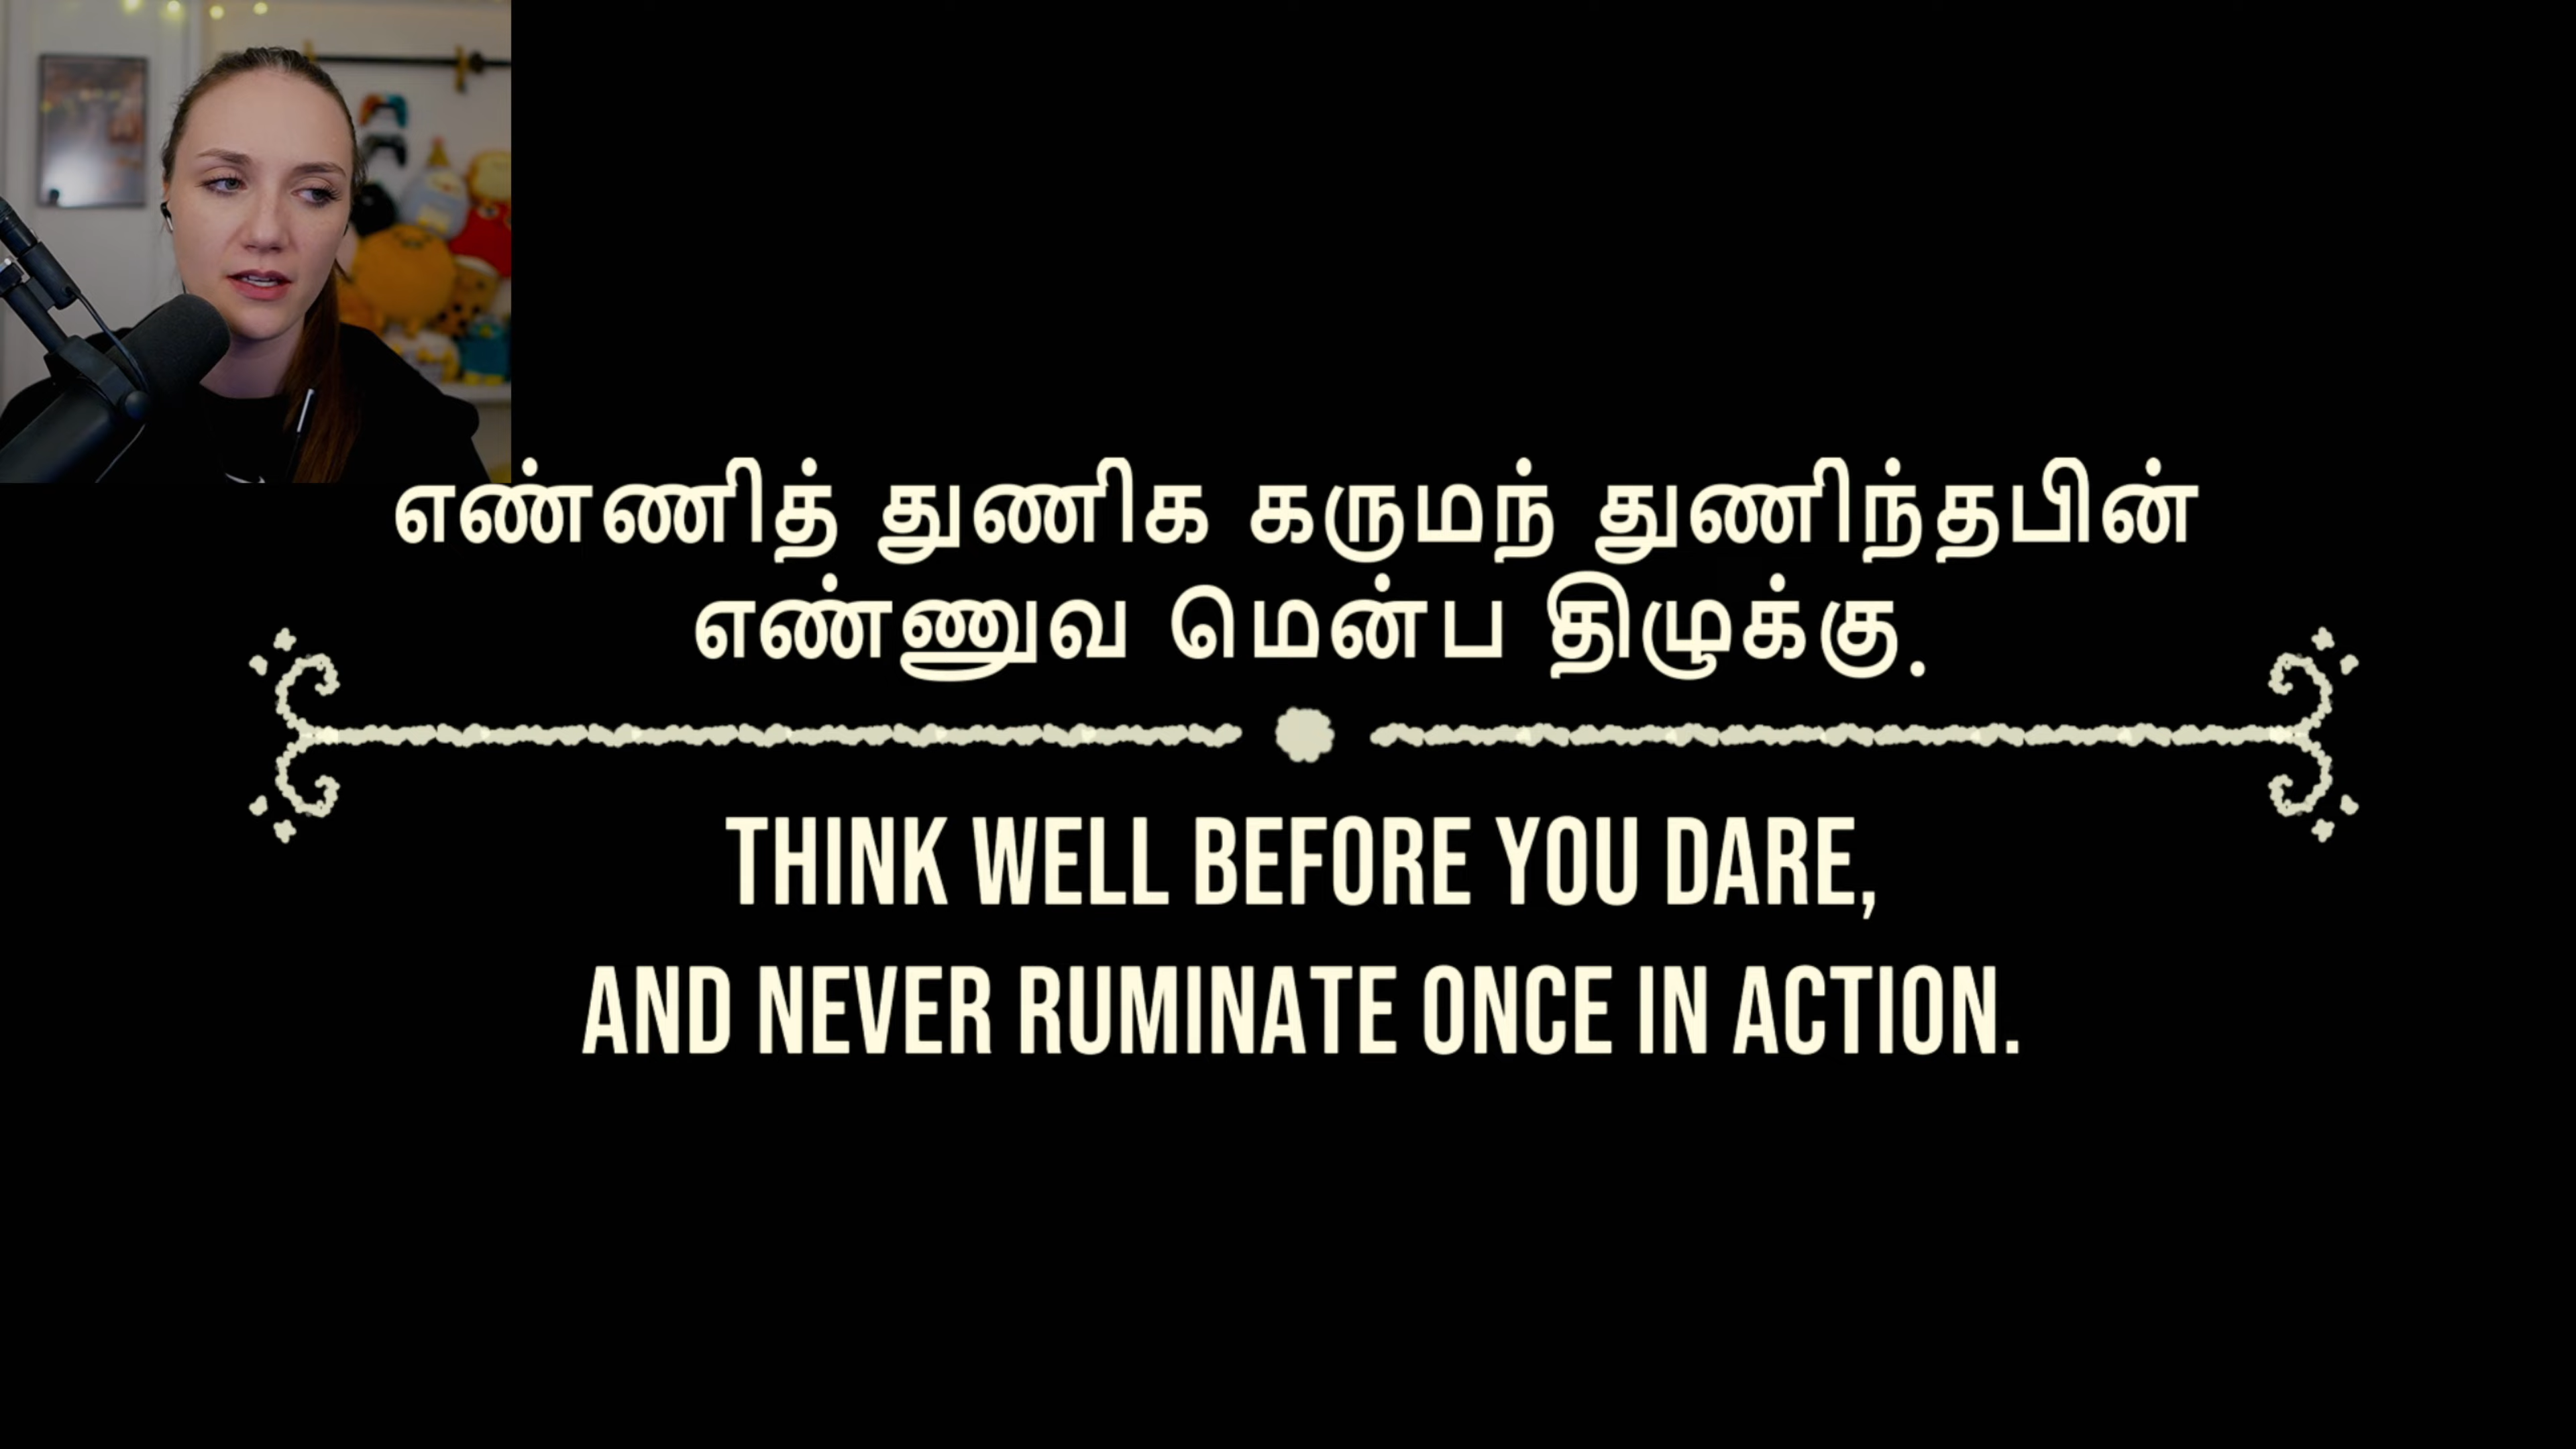 எண்ணித் துணிக கருமந் துணிந்தபின்
எண்ணுவ மென்ப திழுக்கு.
THINK WELL BEFORE YOU DARE,
AND NEVER RUMINATE ONCE IN ACTION.